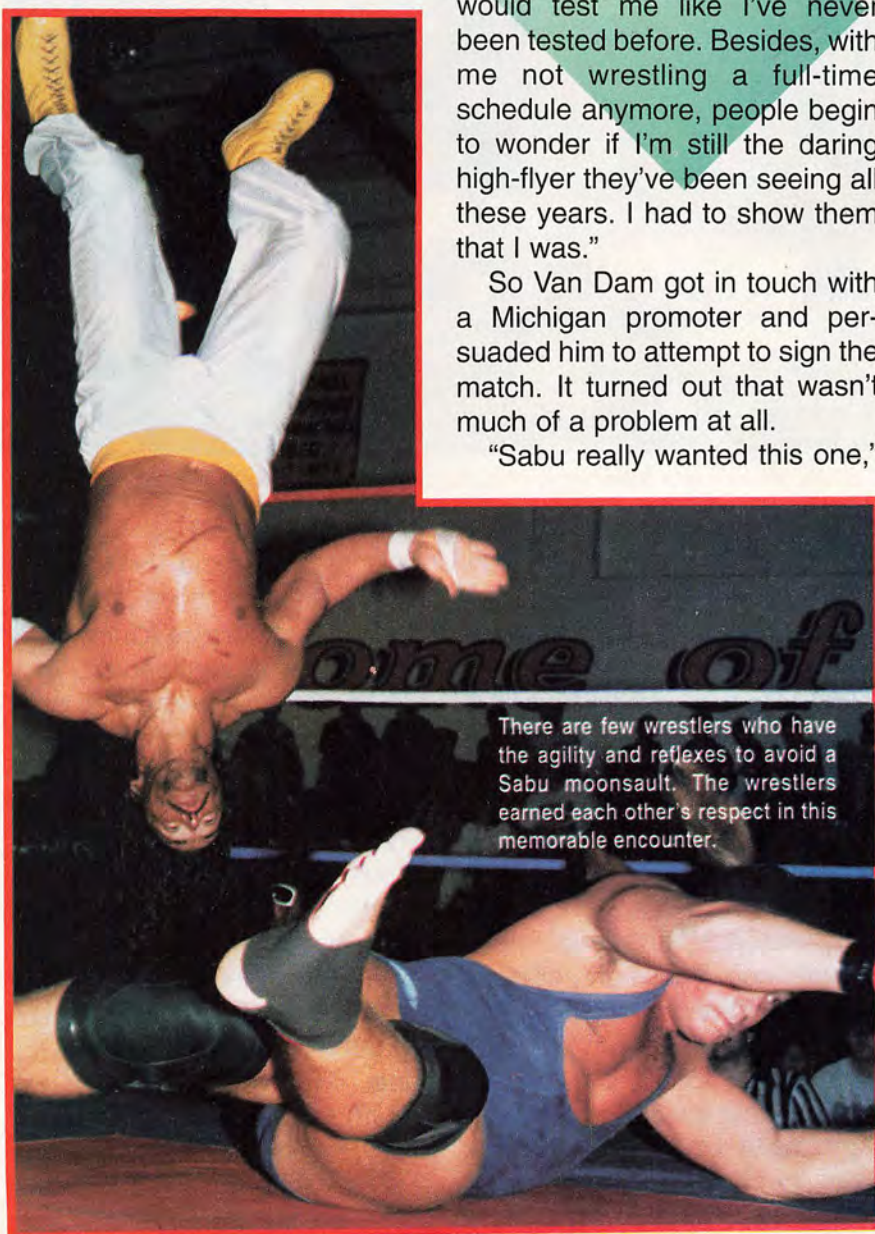 would test me like I've never
been tested before. Besides, with
me not wrestling a full-time
schedule anymore, people begin
to wonder if I'm still the daring
high-flyer they've been seeing all
these years. I had to show them
that I was."
So Van Dam got in touch with
a Michigan promoter and per-
suaded him to attempt to sign the
match. It turned out that wasn't
much of a problem at all.
"Sabu really wanted this one,"
ome of
There are few wrestlers who have
the agility and reflexes to avoid a
Sabu moonsault. The wrestlers
earned each other's respect in this
memorable encounter.